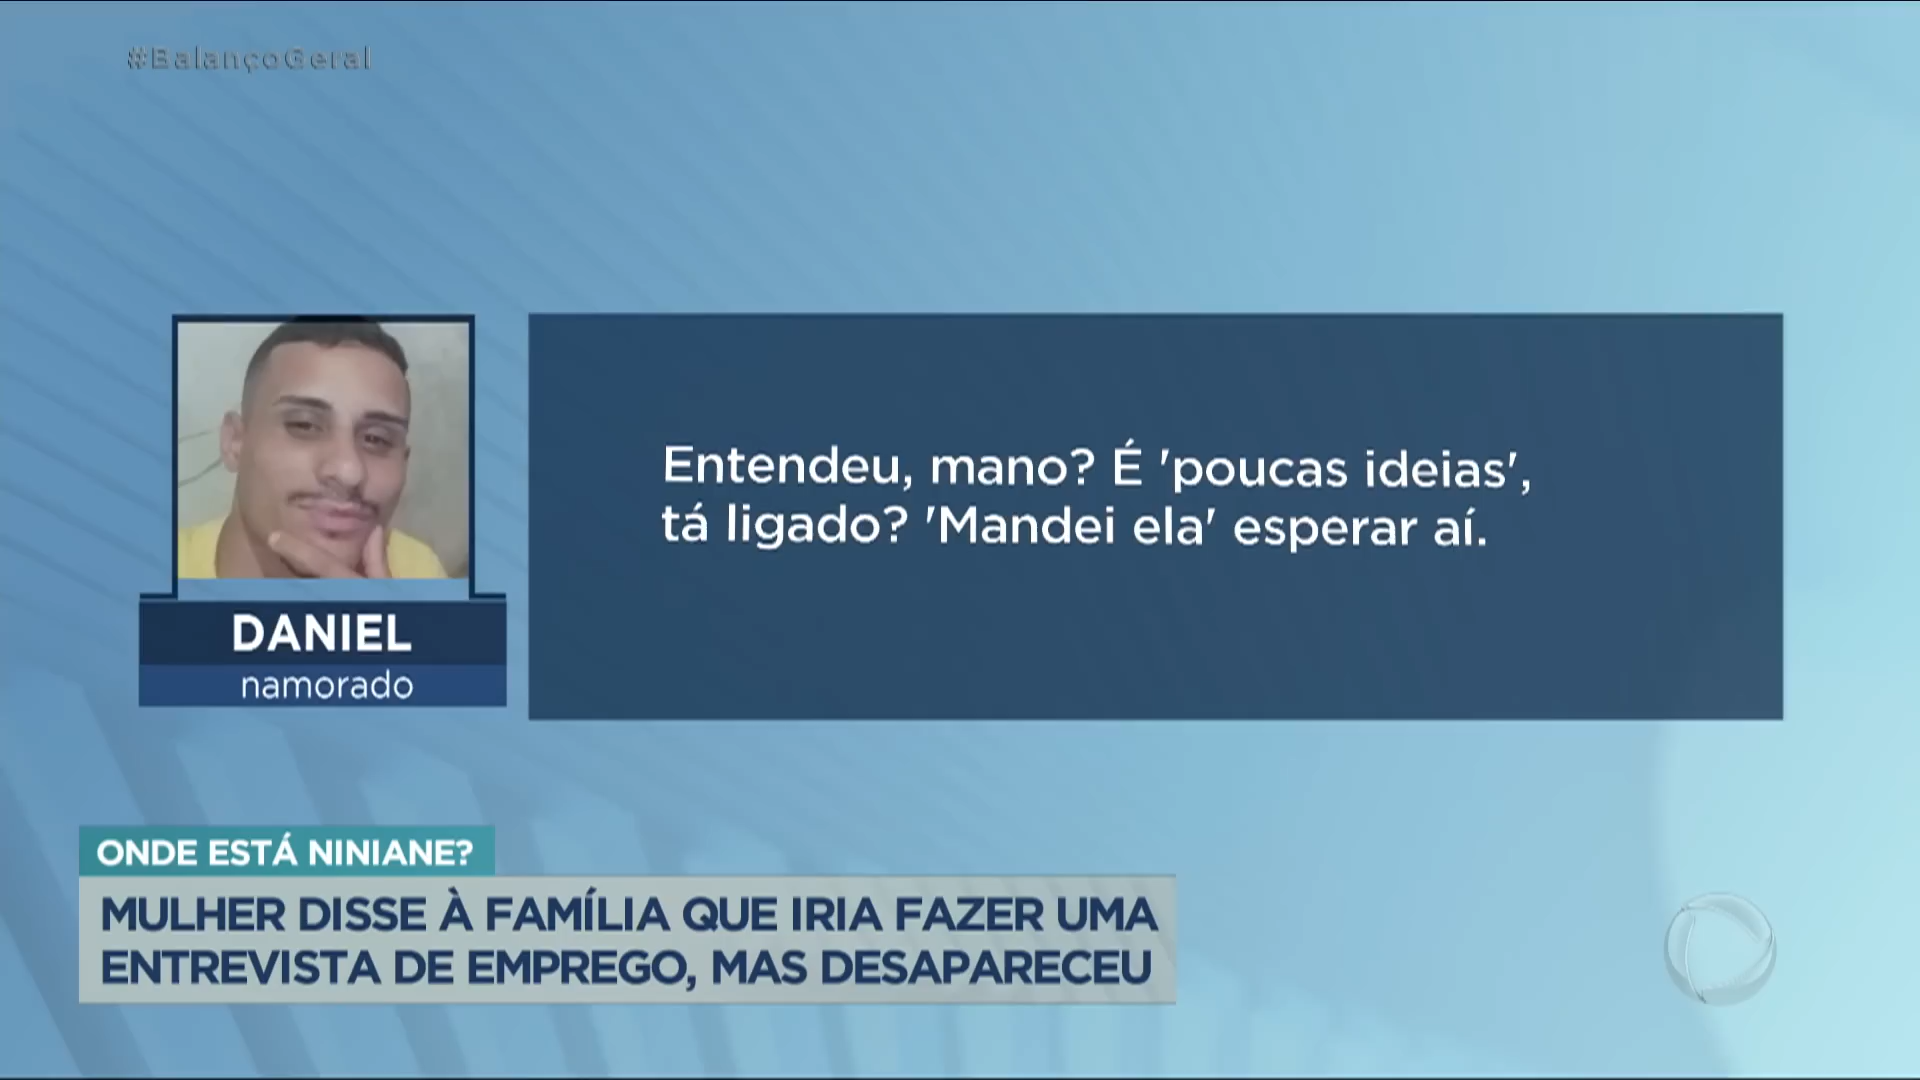 #BalançoGeral
Entendeu, mano? É 'poucas ideias',
tá ligado? 'Mandei ela' esperar aí.
DANIEL
namorado
ONDE ESTÁ NINIANE?
MULHER DISSE À FAMÍLIA QUE IRIA FAZER UMA
ENTREVISTA DE EMPREGO, MAS DESAPARECEU